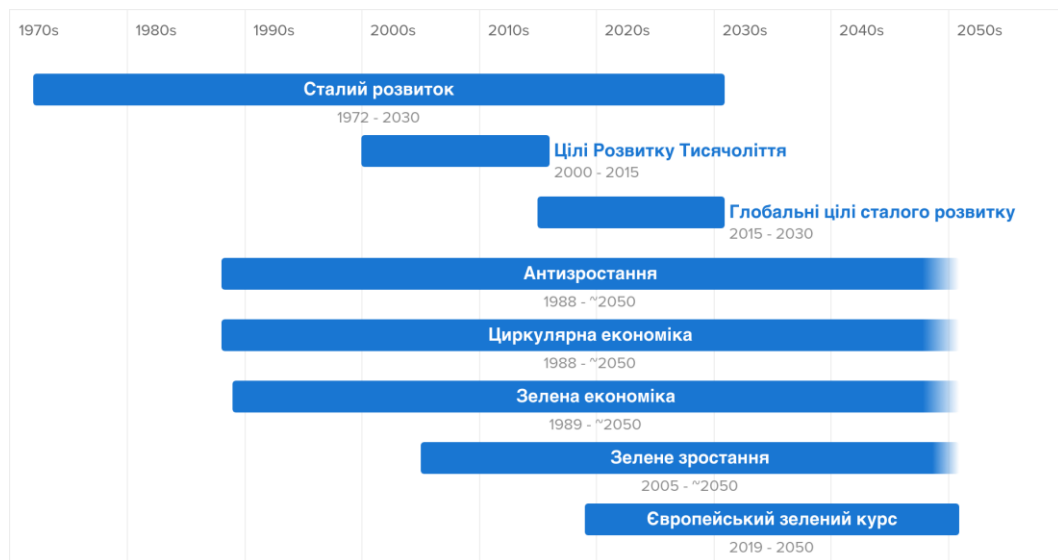 1970s 1980s 1990s 2000s 2010s 2020s 2030s 2040s 2050s
Сталий розвиток
1972 - 2030
Цілі Розвитку Тисячоліття
2000 - 2015
Глобальні цілі сталого розвитку
2015 - 2030
Антизростання
1988 - ~2050
Циркулярна економіка
1988 - ~2050
Зелена економіка
1989 - ~2050
Зелене зростання
2005 - ~2050
Європейський зелений курс
2019 - 2050